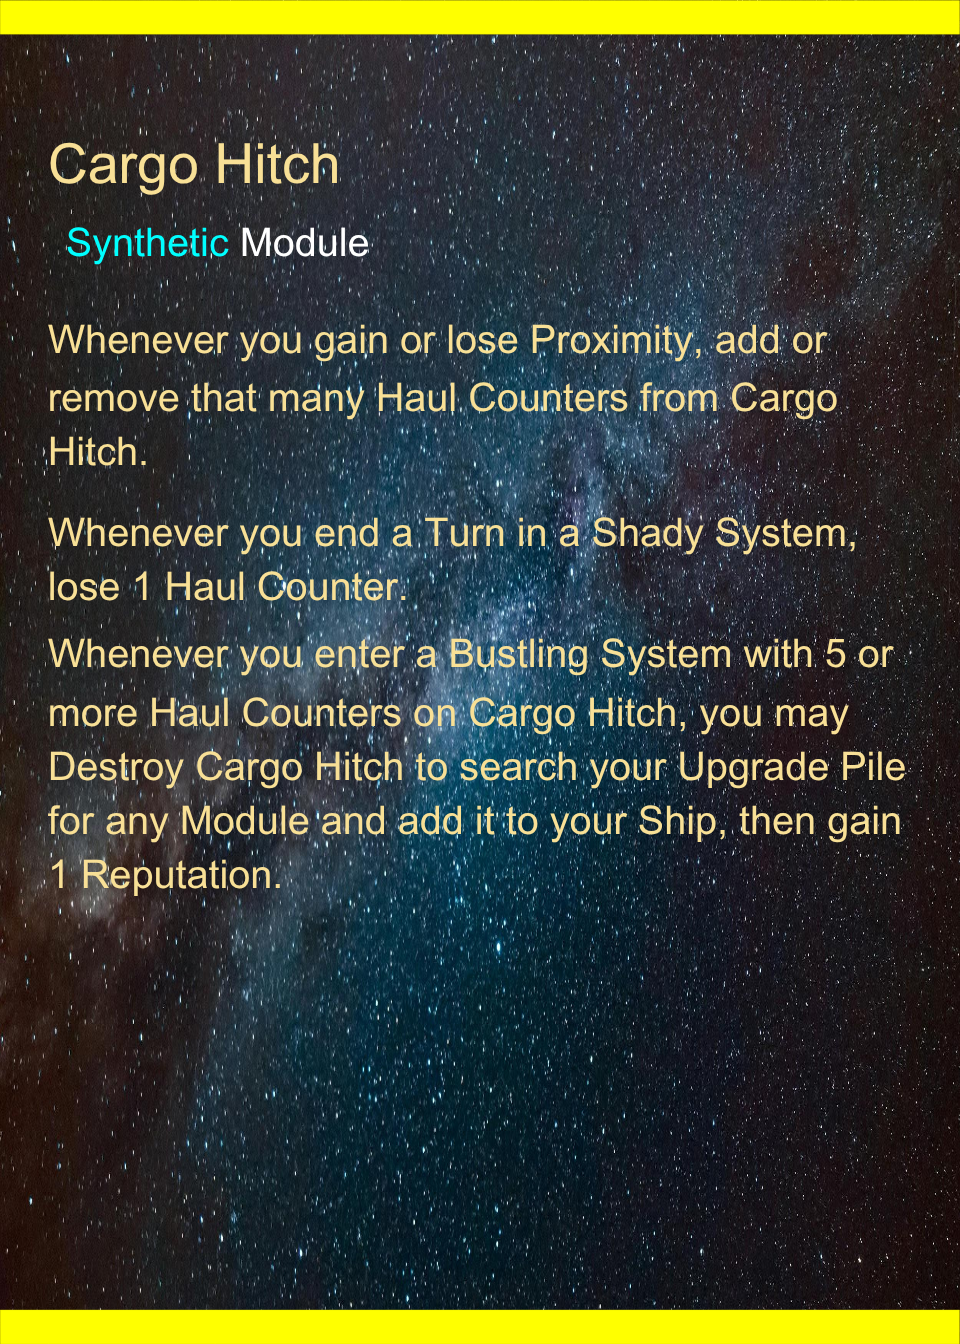 Cargo Hitch
Synthetic Module
Whenever you gain or lose Proximity, add or
remove that many Haul Counters from Cargo
Hitch.
Whenever you end a Turn in a Shady System,
lose 1 Haul Counter.
Whenever you enter a Bustling System with 5 or
more Haul Counters on Cargo Hitch, you may
Destroy Cargo Hitch to search your Upgrade Pile
for any Module and add it to your Ship, then gain
1 Reputation.